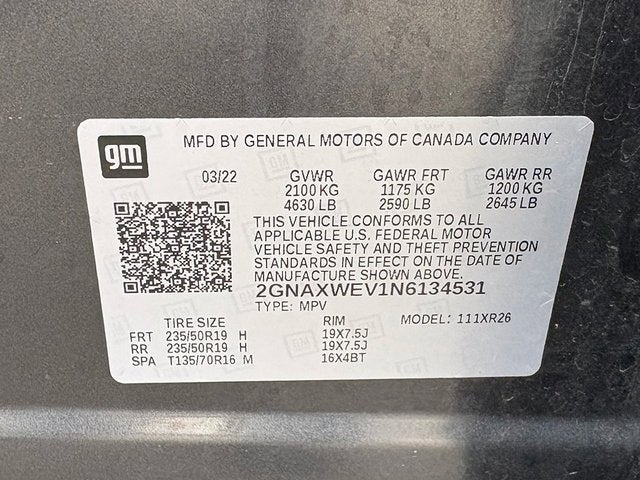 gm
MFD BY GENERAL MOTORS OF CANADA COMPANY
03/22 GVWR GAWR FRT GAWR RR
2100 KG 1175 KG 1200 KG
4630 LB 2590 LB 2645 LB
THIS VEHICLE CONFORMS TO ALL
APPLICABLE U.S. FEDERAL MOTOR
VEHICLE SAFETY AND THEFT PREVENTION
STANDARDS IN EFFECT ON THE DATE OF
MANUFACTURE SHOWN ABOVE.
2GNAXWEV1N6134531
TYPE: MPV
TIRE SIZE RIM MODEL: 111XR26
FRT 235/50R19 H 19X7.5J
RR 235/50R19 H 19X7.5J
SPA T135/70R16 M 16X4BT